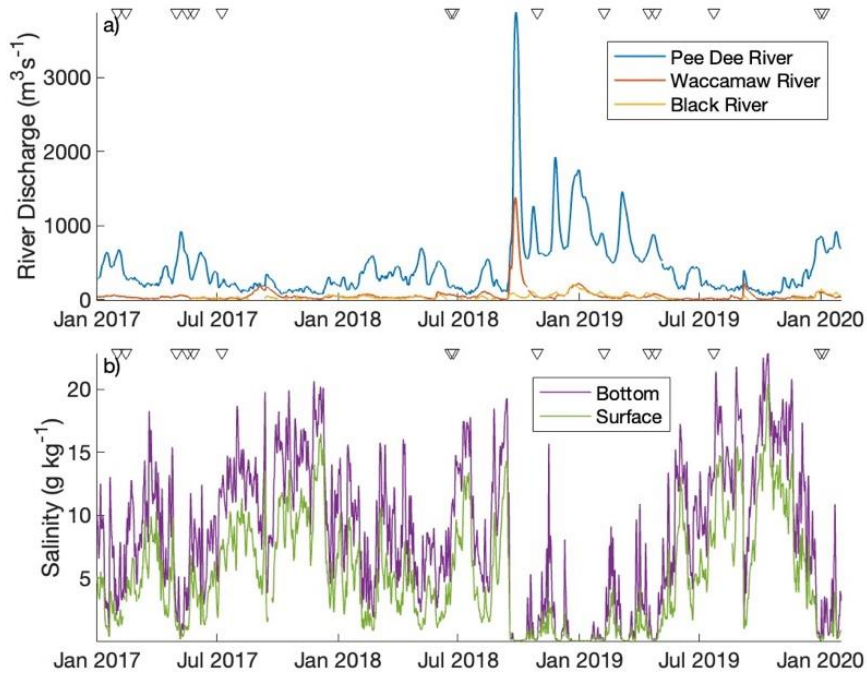 a)
Pee Dee River
Waccamaw River
Black River
River Discharge (m³s⁻¹)
3000
2000
1000
0
Jan 2017 Jul 2017 Jan 2018 Jul 2018 Jan 2019 Jul 2019 Jan 2020
b)
Bottom
Surface
Salinity (g kg⁻¹)
20
15
10
5
Jan 2017 Jul 2017 Jan 2018 Jul 2018 Jan 2019 Jul 2019 Jan 2020